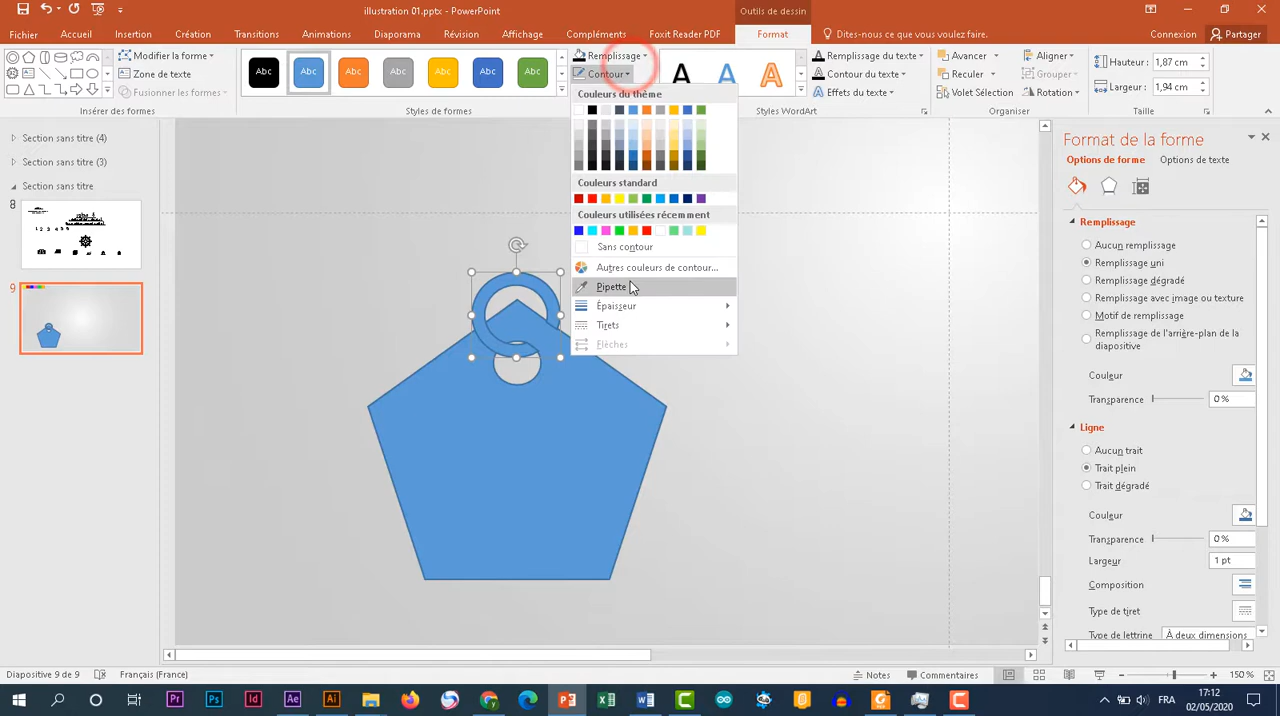 illustration 01.pptx - PowerPoint
Outils de dessin
Fichier
Accueil
Insertion
Création
Transitions
Animations
Diaporama
Révision
Affichage
Compléments
Foxit Reader PDF
Format
Dites-nous ce que vous voulez faire.
Connexion
Partager
Modifier la forme
Zone de texte
Fusionner les formes
Insérer des formes
Abc
Abc
Abc
Abc
Abc
Abc
Abc
Styles de formes
Remplissage
Contour
A
A
A
Remplissage du texte
Contour du texte
Effets du texte
Styles WordArt
Avancer
Reculer
Aligner
Grouper
Rotation
Organiser
Hauteur :
1,87 cm
Largeur :
1,94 cm
Taille
Couleurs du thème
Couleurs standard
Couleurs utilisées récemment
Sans contour
Autres couleurs de contour...
Pipette
Épaisseur
Tirets
Flèches
Section sans titre (4)
Section sans titre (3)
Section sans titre
8
9
Format de la forme
Options de forme
Options de texte
Remplissage
Aucun remplissage
Remplissage uni
Remplissage dégradé
Remplissage avec image ou texture
Motif de remplissage
Remplissage de l'arrière-plan de la
diapositive
Couleur
Transparence
0 %
Ligne
Aucun trait
Trait plein
Trait dégradé
Couleur
Transparence
0 %
Largeur
1 pt
Composition
Type de tiret
Type de lettrine
À deux dimensions
Diapositive 9 de 9
Français (France)
Notes
Commentaires
150 %
FRA
17:12
02/05/2020